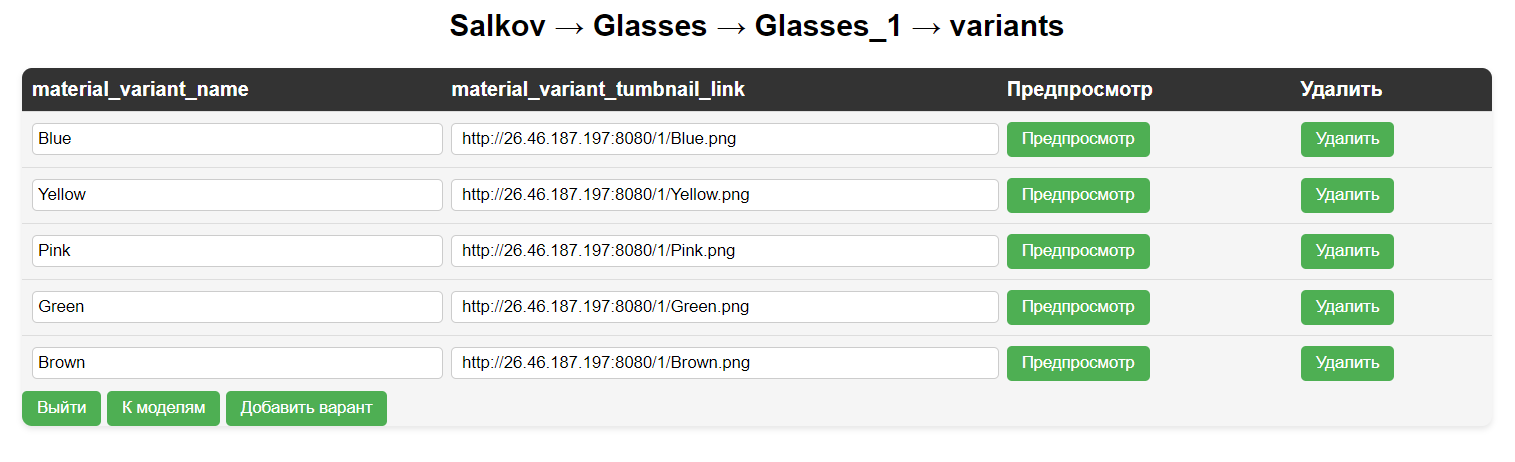 Salkov → Glasses → Glasses_1 → variants
material_variant_name material_variant_tumbnail_link Предпросмотр Удалить
Blue http://26.46.187.197:8080/1/Blue.png Предпросмотр Удалить
Yellow http://26.46.187.197:8080/1/Yellow.png Предпросмотр Удалить
Pink http://26.46.187.197:8080/1/Pink.png Предпросмотр Удалить
Green http://26.46.187.197:8080/1/Green.png Предпросмотр Удалить
Brown http://26.46.187.197:8080/1/Brown.png Предпросмотр Удалить
Выйти К моделям Добавить варант